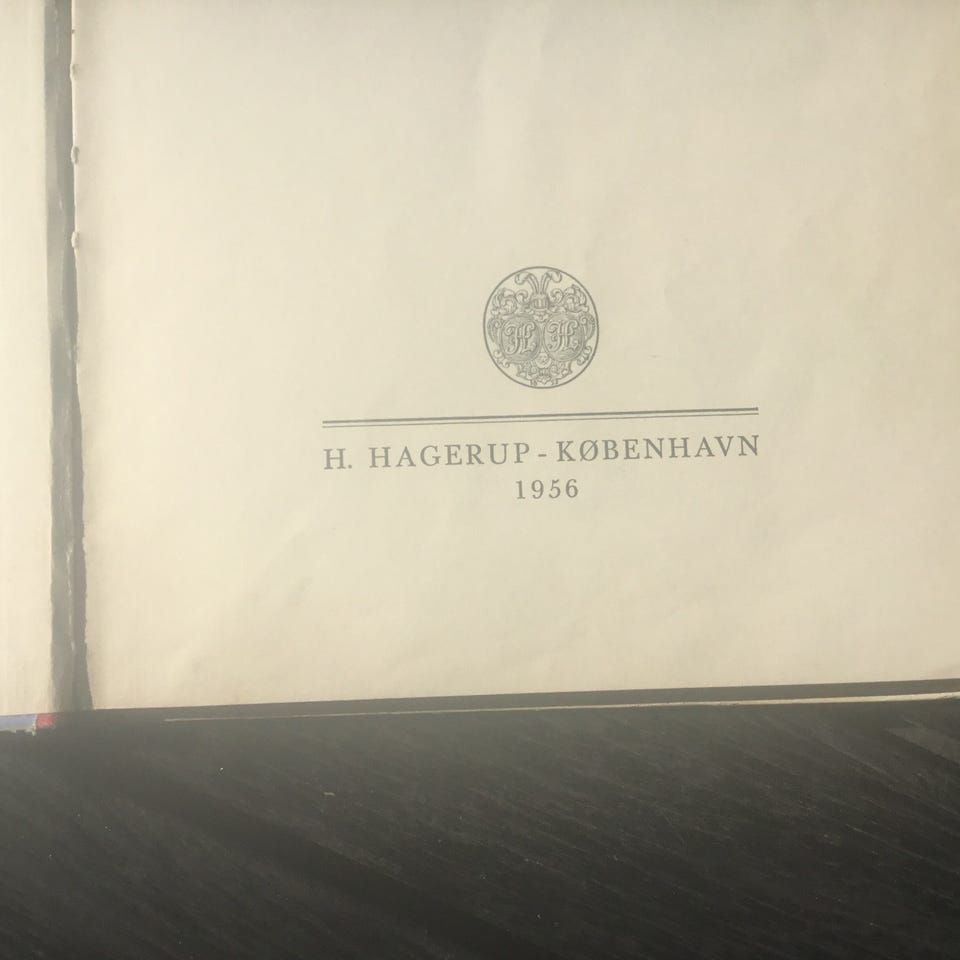 H H
H. HAGERUP - KØBENHAVN
1956